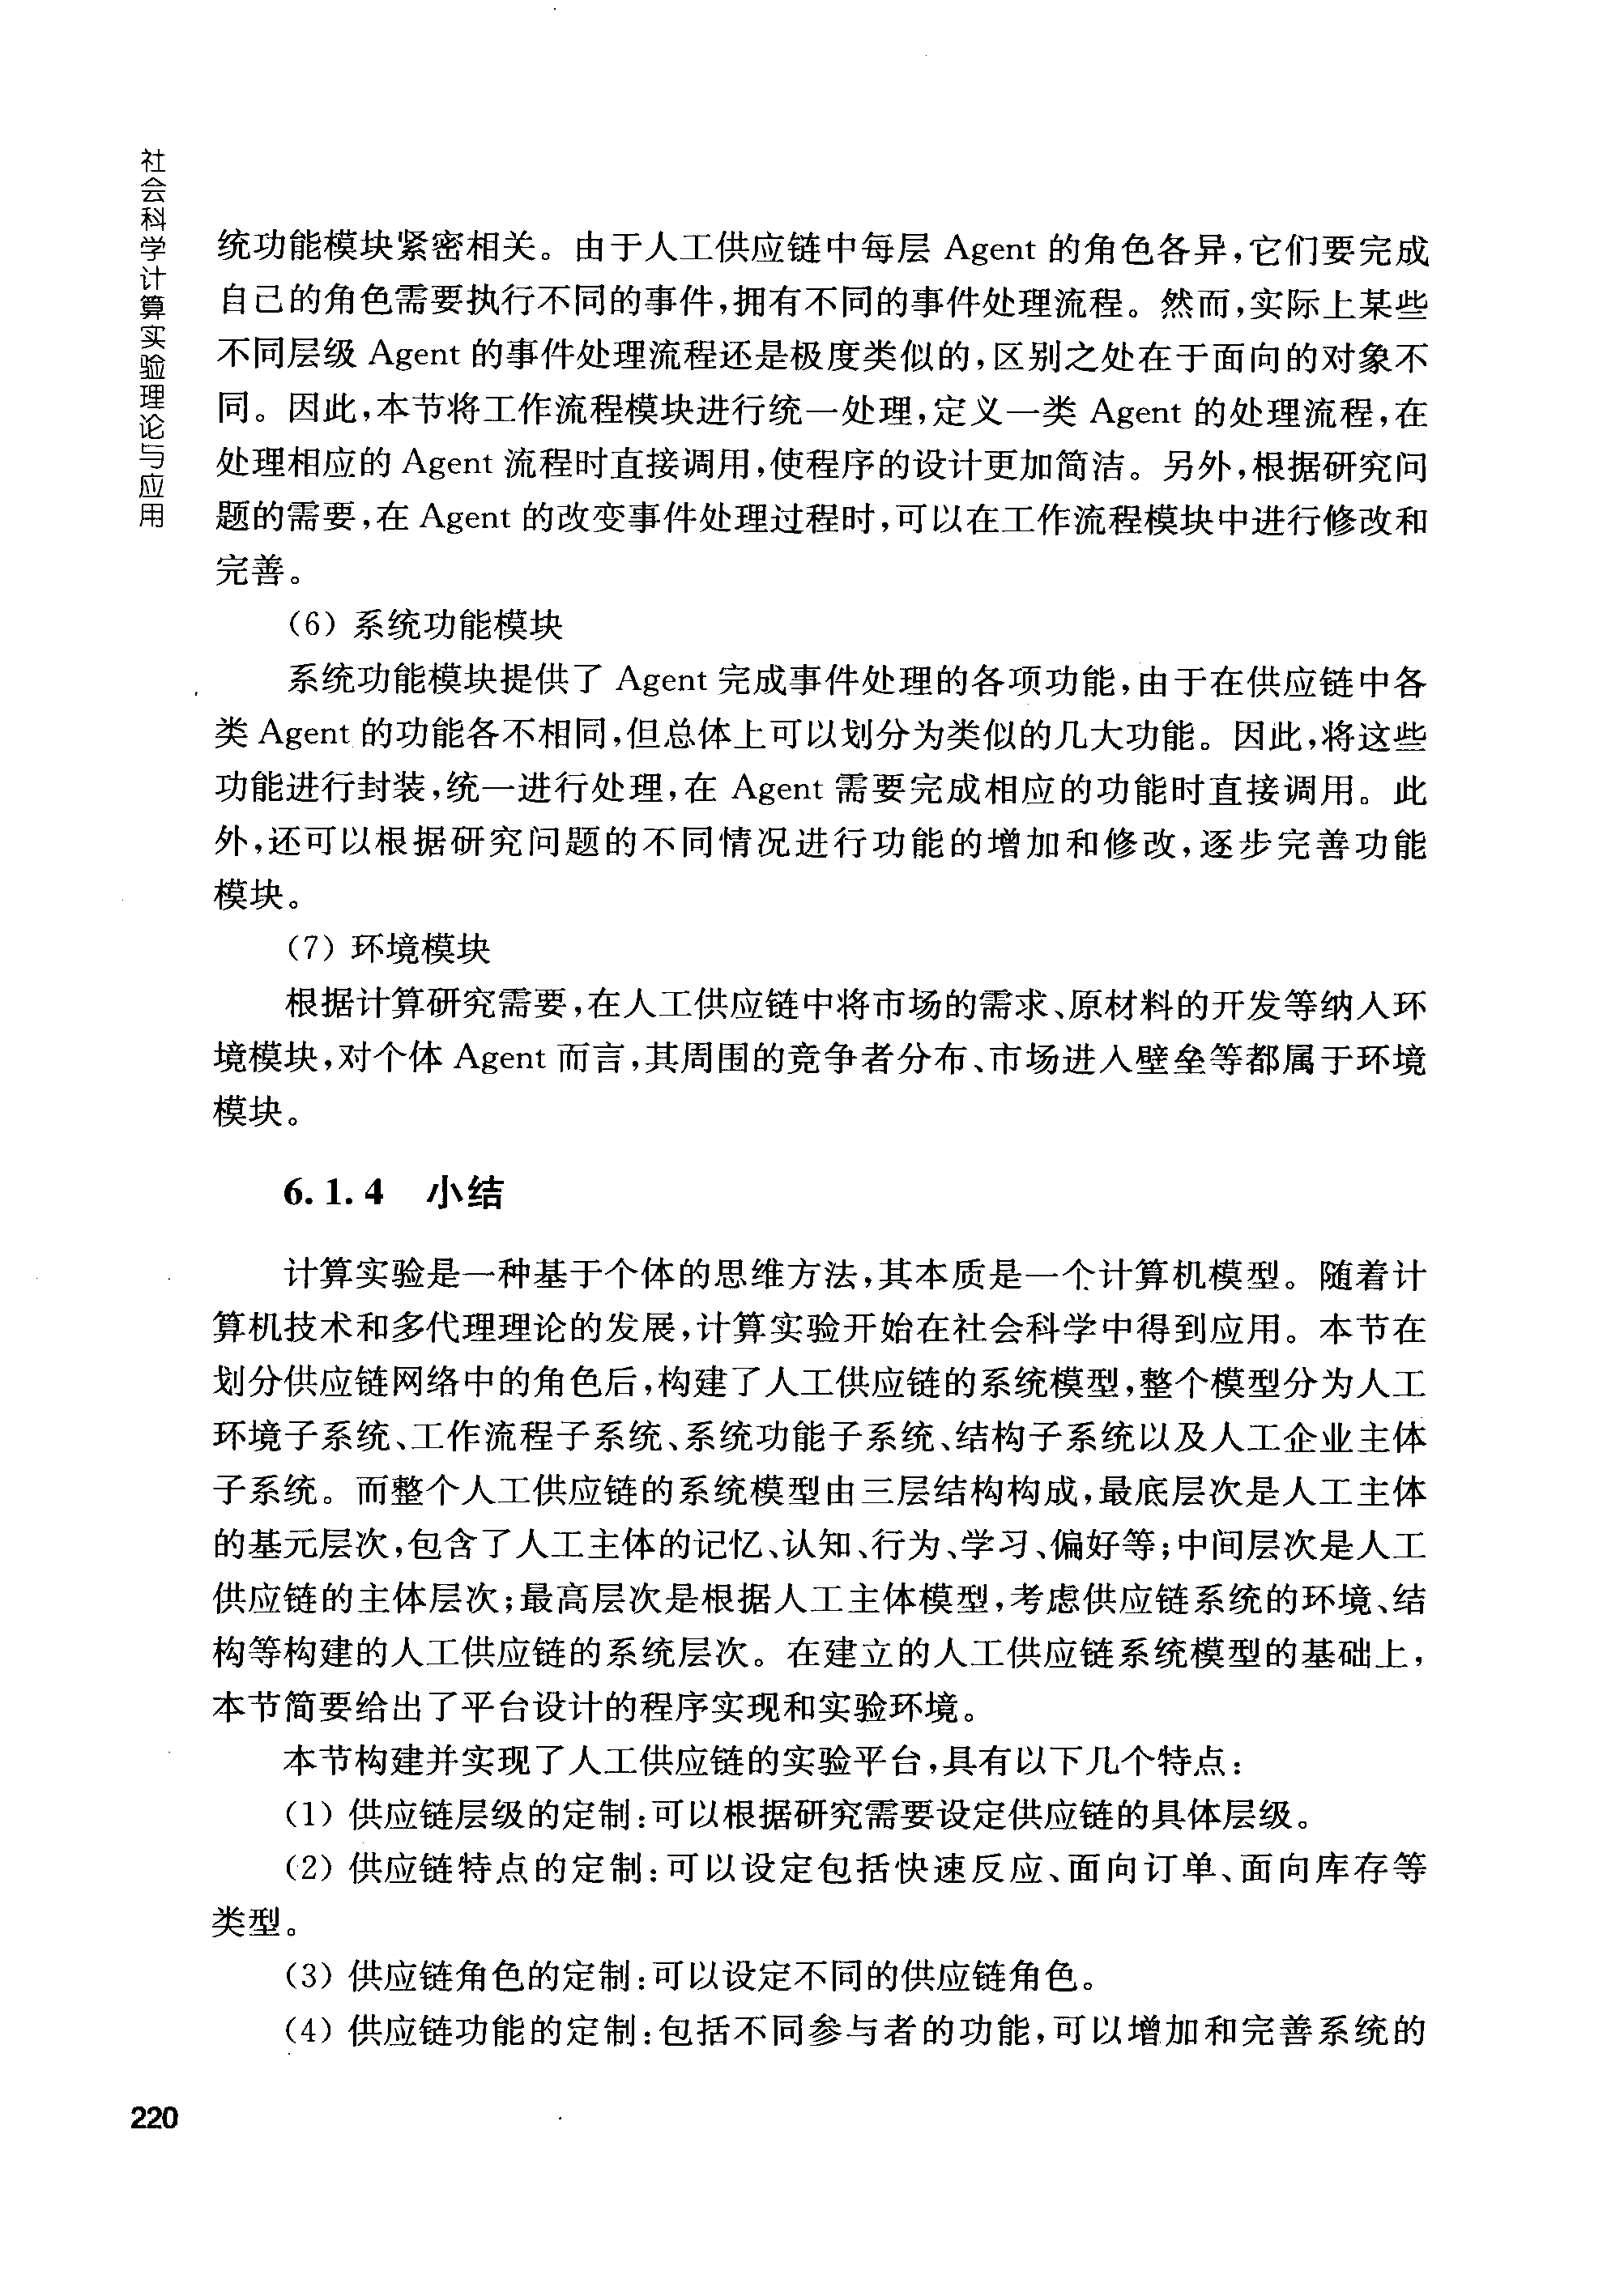 社会科学计算实验理论与应用
统功能模块紧密相关。由于人工供应链中每层 Agent 的角色各异,它们要完成
自己的角色需要执行不同的事件,拥有不同的事件处理流程。然而,实际上某些
不同层级 Agent 的事件处理流程还是极度类似的,区别之处在于面向的对象不
同。因此,本节将工作流程模块进行统一处理,定义一类 Agent 的处理流程,在
处理相应的 Agent 流程时直接调用,使程序的设计更加简洁。另外,根据研究问
题的需要,在 Agent 的改变事件处理过程时,可以在工作流程模块中进行修改和
完善。
(6) 系统功能模块
系统功能模块提供了 Agent 完成事件处理的各项功能,由于在供应链中各
类 Agent 的功能各不相同,但总体上可以划分为类似的几大功能。因此,将这些
功能进行封装,统一进行处理,在 Agent 需要完成相应的功能时直接调用。此
外,还可以根据研究问题的不同情况进行功能的增加和修改,逐步完善功能
模块。
(7) 环境模块
根据计算研究需要,在人工供应链中将市场的需求、原材料的开发等纳入环
境模块,对个体 Agent 而言,其周围的竞争者分布、市场进入壁垒等都属于环境
模块。
6.1.4 小结
计算实验是一种基于个体的思维方法,其本质是一个计算机模型。随着计
算机技术和多代理理论的发展,计算实验开始在社会科学中得到应用。本节在
划分供应链网络中的角色后,构建了人工供应链的系统模型,整个模型分为人工
环境子系统、工作流程子系统、系统功能子系统、结构子系统以及人工企业主体
子系统。而整个人工供应链的系统模型由三层结构构成,最底层次是人工主体
的基元层次,包含了人工主体的记忆、认知、行为、学习、偏好等;中间层次是人工
供应链的主体层次;最高层次是根据人工主体模型,考虑供应链系统的环境、结
构等构建的人工供应链的系统层次。在建立的人工供应链系统模型的基础上,
本节简要给出了平台设计的程序实现和实验环境。
本节构建并实现了人工供应链的实验平台,具有以下几个特点:
(1) 供应链层级的定制:可以根据研究需要设定供应链的具体层级。
(2) 供应链特点的定制:可以设定包括快速反应、面向订单、面向库存等
类型。
(3) 供应链角色的定制:可以设定不同的供应链角色。
(4) 供应链功能的定制:包括不同参与者的功能,可以增加和完善系统的
220